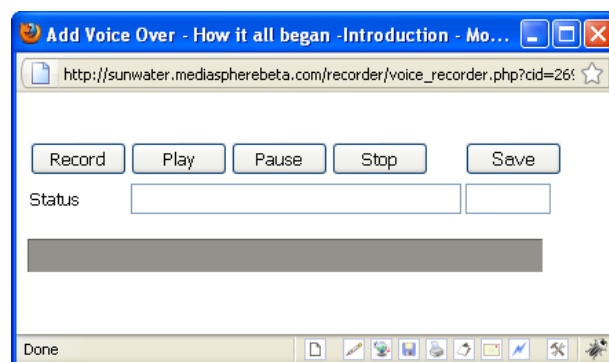 Add Voice Over - How it all began -Introduction - Mo...
http://sunwater.mediaspherebeta.com/recorder/voice_recorder.php?cid=269
Record Play Pause Stop Save
Status
Done